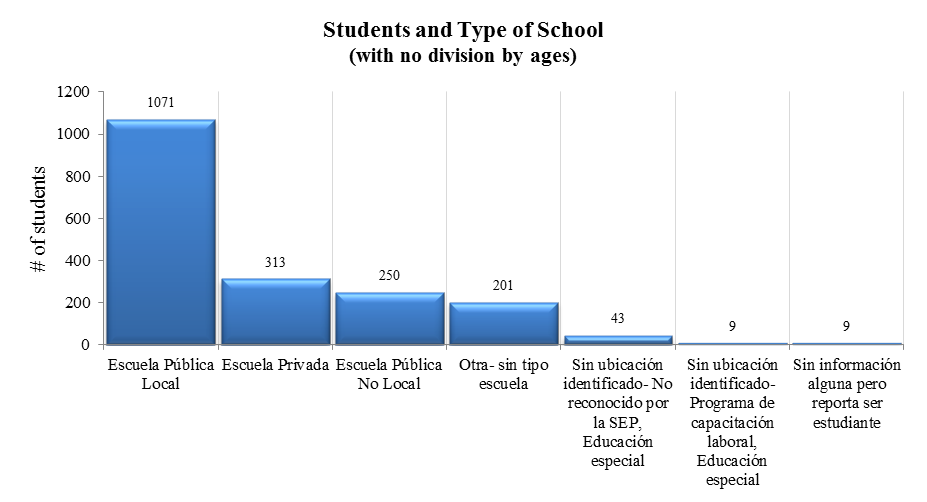 Students and Type of School
(with no division by ages)
# of students
1200
1000
800
600
400
200
0
1071
313
250
201
43
9
9
Escuela Pública
Local
Escuela Privada
Escuela Pública
No Local
Otra- sin tipo
escuela
Sin ubicación
identificado- No
reconocido por
la SEP,
Educación
especial
Sin ubicación
identificado-
Programa de
capacitación
laboral,
Educación
especial
Sin información
alguna pero
reporta ser
estudiante